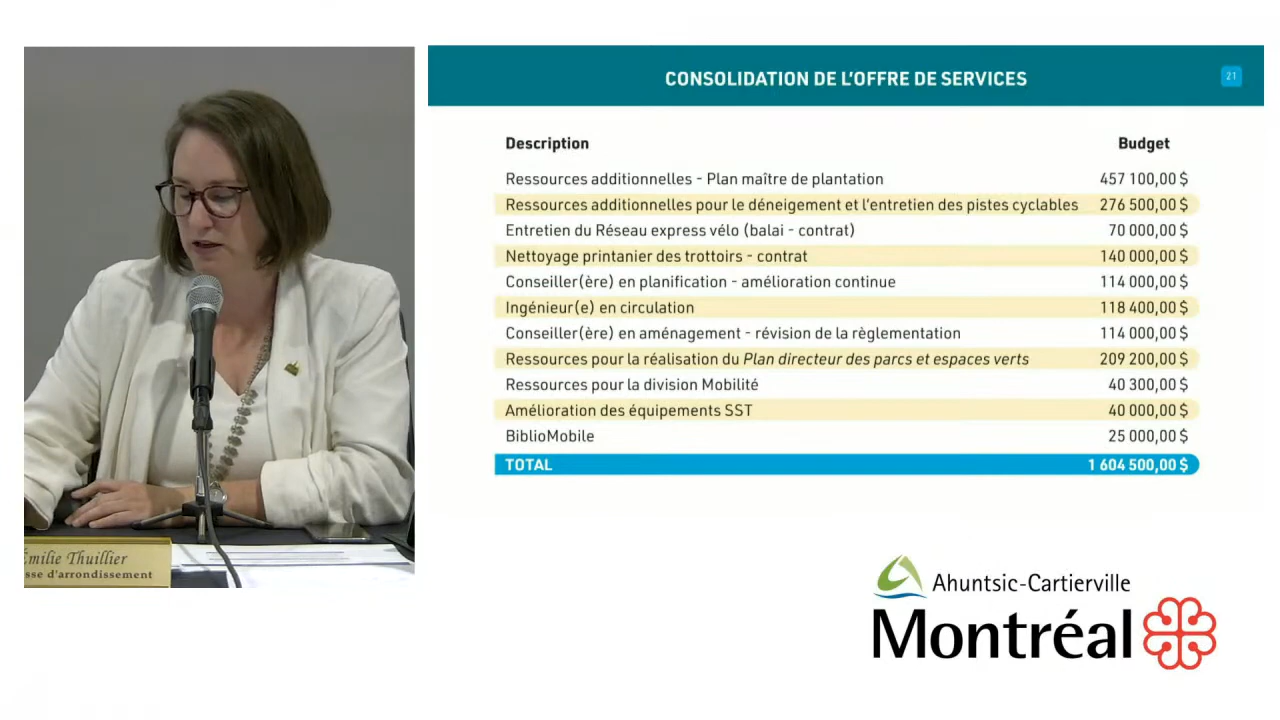 CONSOLIDATION DE L'OFFRE DE SERVICES
21
Description Budget
Ressources additionnelles - Plan maître de plantation 457 100,00 $
Ressources additionnelles pour le déneigement et l'entretien des pistes cyclables 276 500,00 $
Entretien du Réseau express vélo (balai - contrat) 70 000,00 $
Nettoyage printanier des trottoirs - contrat 140 000,00 $
Conseiller(ère) en planification - amélioration continue 114 000,00 $
Ingénieur(e) en circulation 118 400,00 $
Conseiller(ère) en aménagement - révision de la règlementation 114 000,00 $
Ressources pour la réalisation du Plan directeur des parcs et espaces verts 209 200,00 $
Ressources pour la division Mobilité 40 300,00 $
Amélioration des équipements SST 40 000,00 $
BiblioMobile 25 000,00 $
TOTAL 1 604 500,00 $
Émilie Thuillier
sse d'arrondissement
Ahuntsic-Cartierville
Montréal